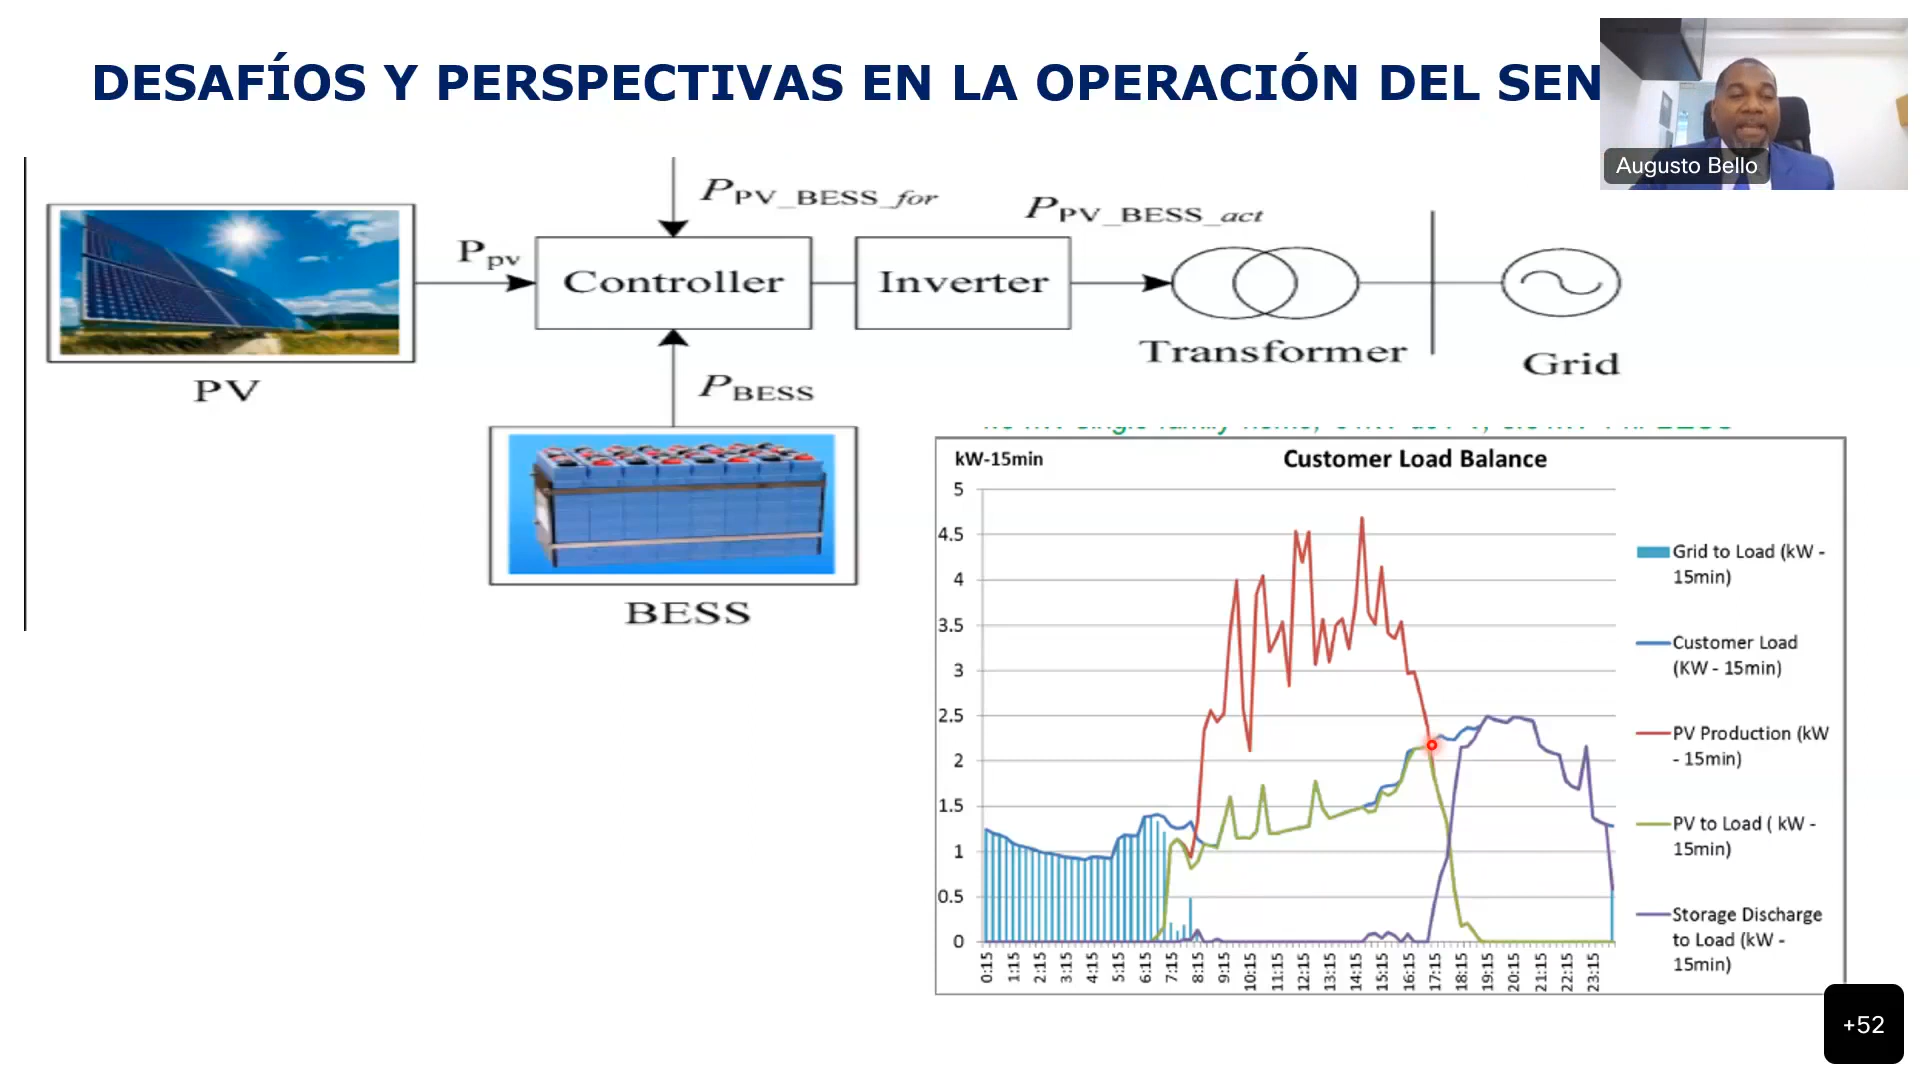 DESAFÍOS Y PERSPECTIVAS EN LA OPERACIÓN DEL SEN
Augusto Bello
P PV_BESS_for
P PV_BESS_act
Ppv
Controller
Inverter
Transformer
Grid
PV
PBESS
BESS
kW-15min
Customer Load Balance
5
4.5
4
3.5
3
2.5
2
1.5
1
0.5
0
0:15 1:15 2:15 3:15 4:15 5:15 6:15 7:15 8:15 9:15 10:15 11:15 12:15 13:15 14:15 15:15 16:15 17:15 18:15 19:15 20:15 21:15 22:15 23:15
Grid to Load (kW -
15min)
Customer Load
(KW - 15min)
PV Production (kW
- 15min)
PV to Load ( kW -
15min)
Storage Discharge
to Load (kW -
15min)
+52